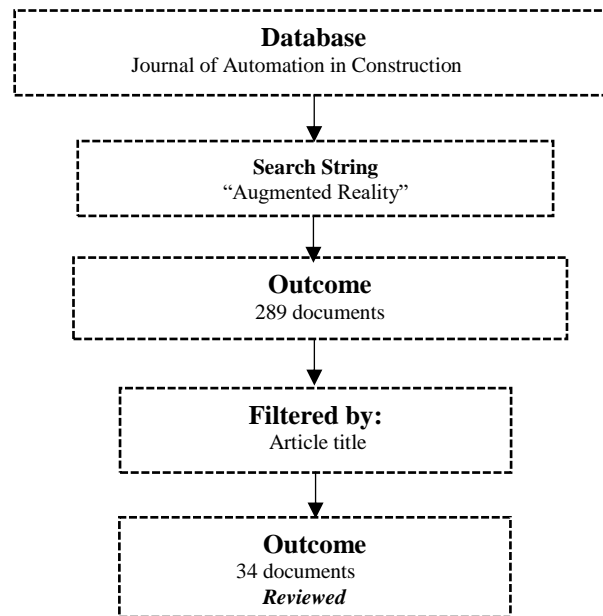 Database
Journal of Automation in Construction
Search String
“Augmented Reality”
Outcome
289 documents
Filtered by:
Article title
Outcome
34 documents
Reviewed